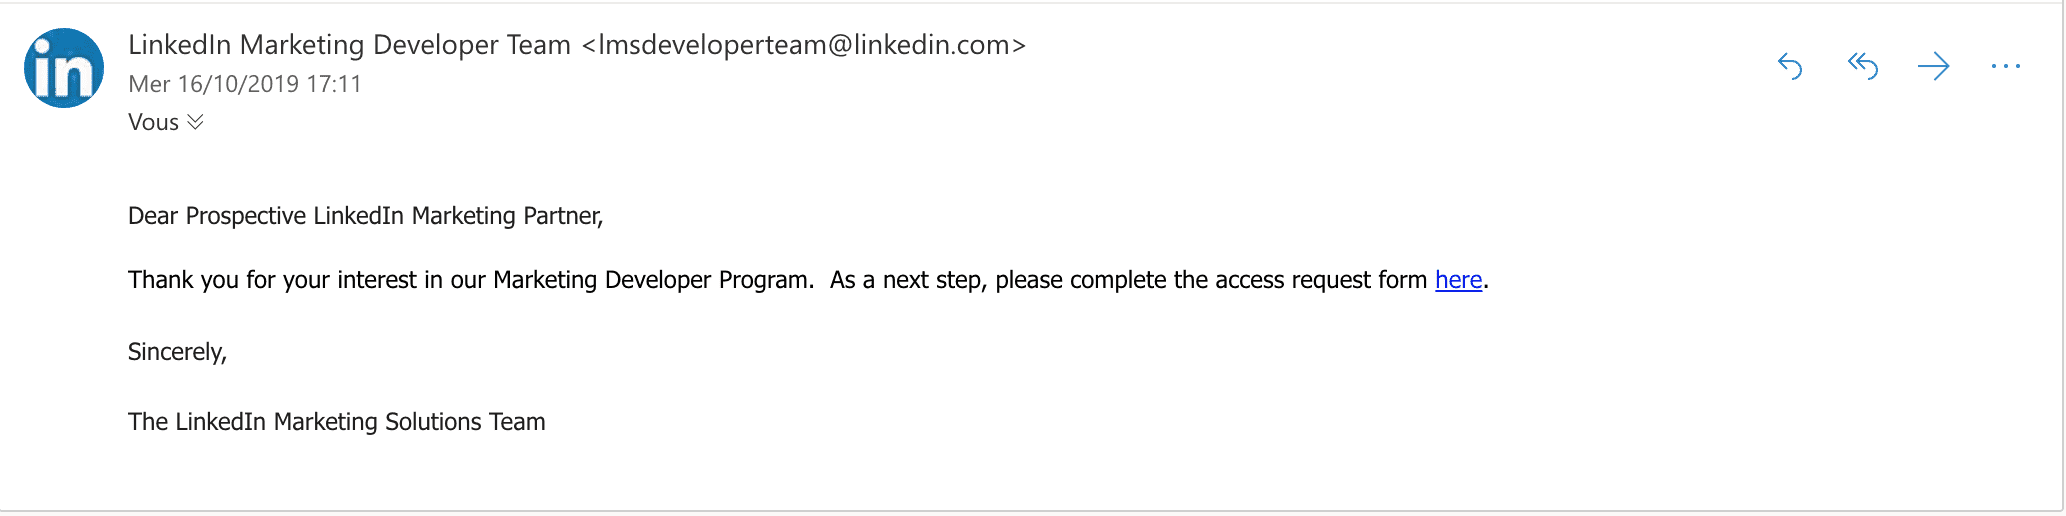 in
LinkedIn Marketing Developer Team <lmsdeveloperteam@linkedin.com>
Mer 16/10/2019 17:11
Vous
Dear Prospective LinkedIn Marketing Partner,
Thank you for your interest in our Marketing Developer Program.  As a next step, please complete the access request form here.
Sincerely,
The LinkedIn Marketing Solutions Team